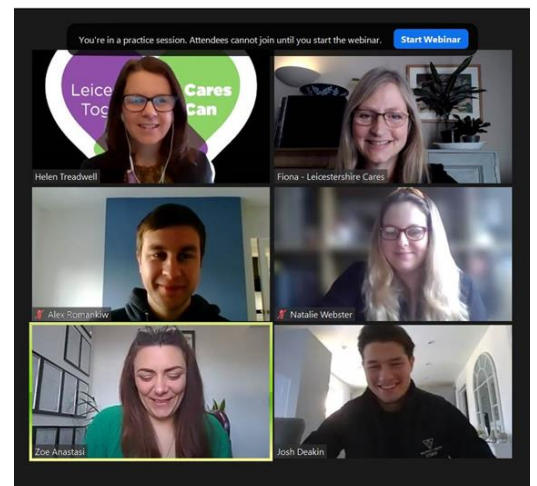 You're in a practice session. Attendees cannot join until you start the webinar.
Start Webinar
Leice
Cares
Tog
Can
Helen Treadwell
Fiona - Leicestershire Cares
Alex Romankiw
Natalie Webster
Zoe Anastasi
Josh Deakin